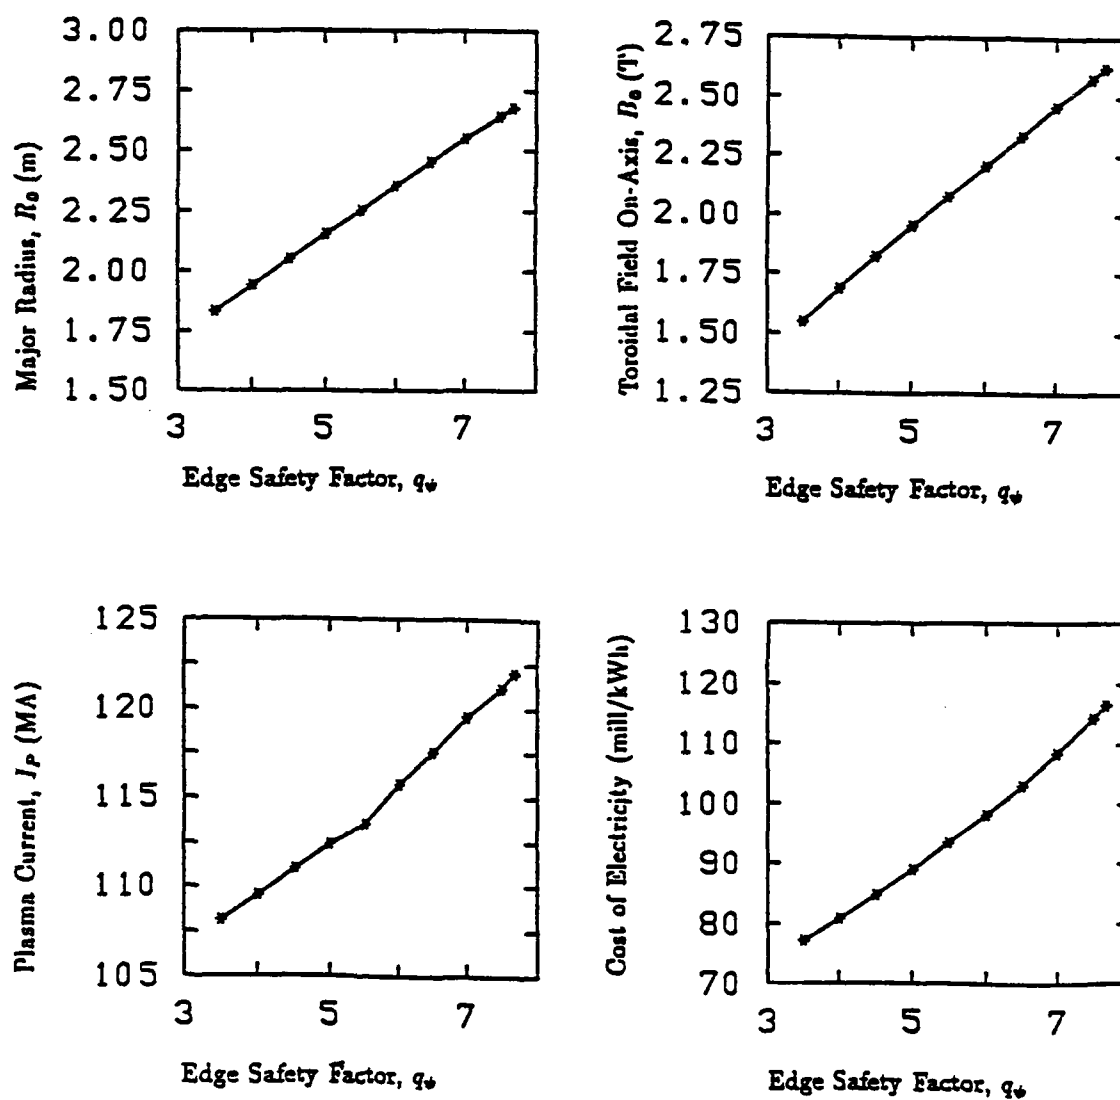 Major Radius, R₀ (m)
3.00
2.75
2.50
2.25
2.00
1.75
1.50
3 5 7
Edge Safety Factor, qψ
Toroidal Field On-Axis, B₀ (T)
2.75
2.50
2.25
2.00
1.75
1.50
1.25
3 5 7
Edge Safety Factor, qψ
Plasma Current, Iₚ (MA)
125
120
115
110
105
3 5 7
Edge Safety Factor, qψ
Cost of Electricity (mill/kWh)
130
120
110
100
90
80
70
3 5 7
Edge Safety Factor, qψ